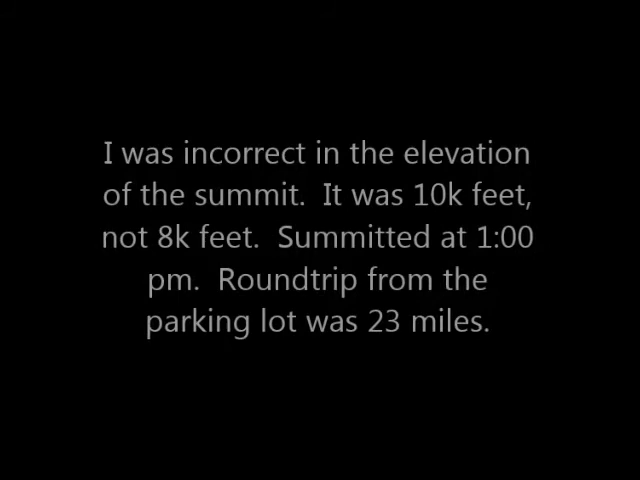 I was incorrect in the elevation
of the summit.  It was 10k feet,
not 8k feet.  Summitted at 1:00
pm.  Roundtrip from the
parking lot was 23 miles.